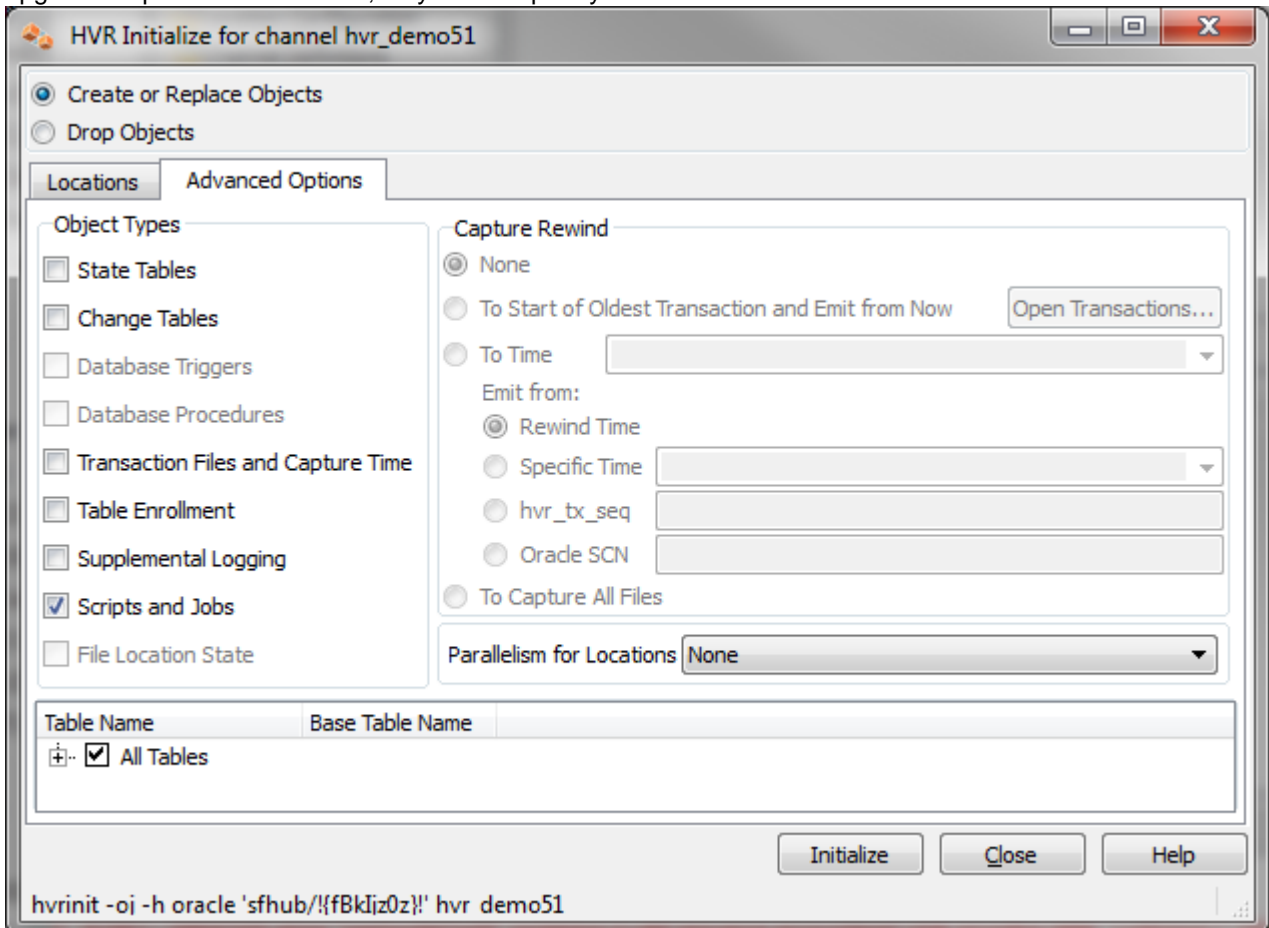 HVR Initialize for channel hvr_demo51
Create or Replace Objects
Drop Objects
Locations
Advanced Options
Object Types
State Tables
Change Tables
Database Triggers
Database Procedures
Transaction Files and Capture Time
Table Enrollment
Supplemental Logging
Scripts and Jobs
File Location State
Capture Rewind
None
To Start of Oldest Transaction and Emit from Now Open Transactions...
To Time
Emit from:
Rewind Time
Specific Time
hvr_tx_seq
Oracle SCN
To Capture All Files
Parallelism for Locations None
Table Name Base Table Name
All Tables
Initialize Close Help
hvrinit -oj -h oracle 'sfhub/!{fBkIjz0z}!' hvr_demo51